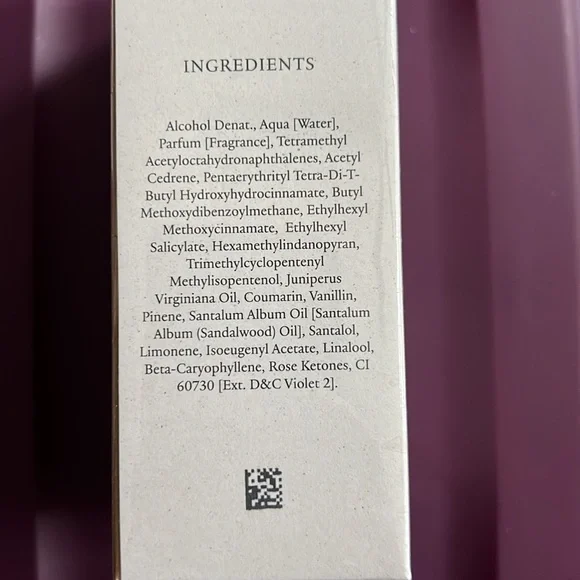 INGREDIENTS
Alcohol Denat., Aqua [Water],
Parfum [Fragrance], Tetramethyl
Acetyloctahydronaphthalenes, Acetyl
Cedrene, Pentaerythrityl Tetra-Di-T-
Butyl Hydroxyhydrocinnamate, Butyl
Methoxydibenzoylmethane, Ethylhexyl
Methoxycinnamate, Ethylhexyl
Salicylate, Hexamethylindanopyran,
Trimethylcyclopentenyl
Methylisopentenol, Juniperus
Virginiana Oil, Coumarin, Vanillin,
Pinene, Santalum Album Oil [Santalum
Album (Sandalwood) Oil], Santalol,
Limonene, Isoeugenyl Acetate, Linalool,
Beta-Caryophyllene, Rose Ketones, CI
60730 [Ext. D&C Violet 2].